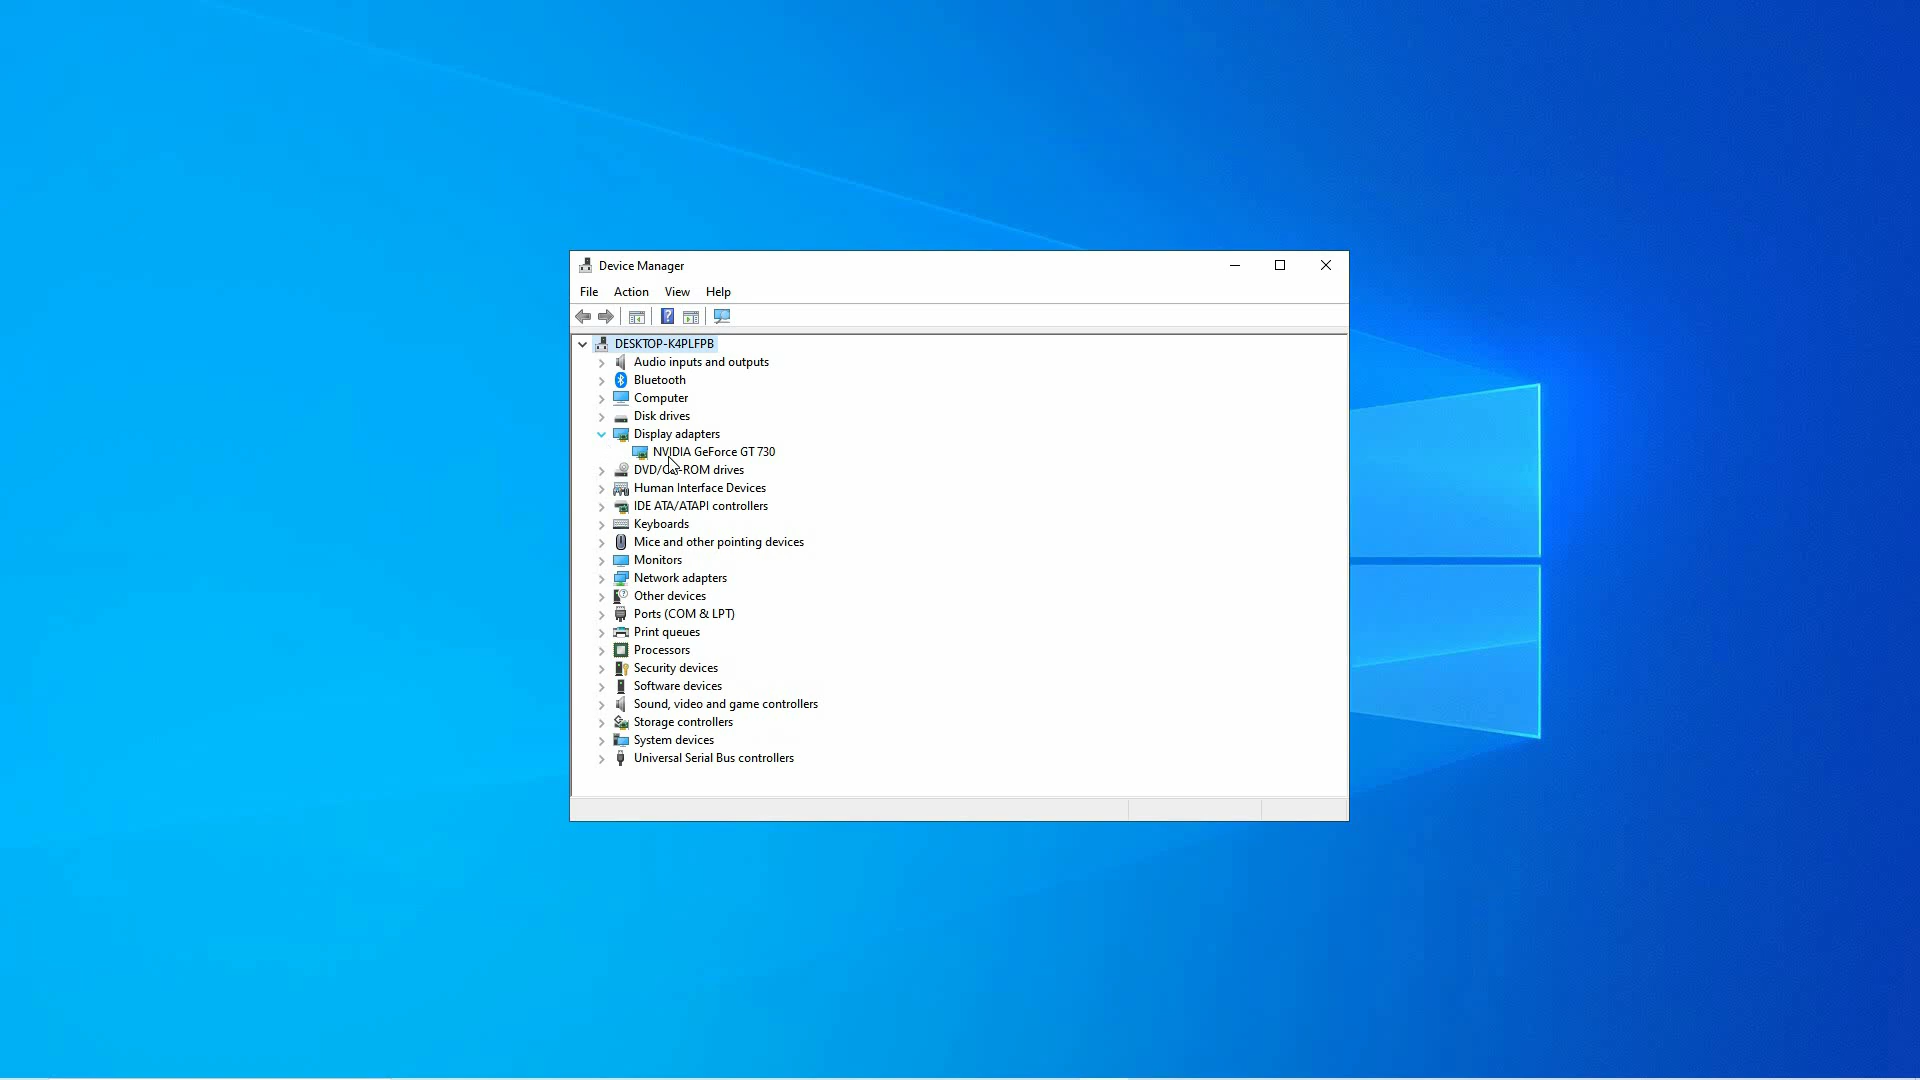 Device Manager
File Action View Help
DESKTOP-K4PLFPB
Audio inputs and outputs
Bluetooth
Computer
Disk drives
Display adapters
NVIDIA GeForce GT 730
DVD/CD-ROM drives
Human Interface Devices
IDE ATA/ATAPI controllers
Keyboards
Mice and other pointing devices
Monitors
Network adapters
Other devices
Ports (COM & LPT)
Print queues
Processors
Security devices
Software devices
Sound, video and game controllers
Storage controllers
System devices
Universal Serial Bus controllers